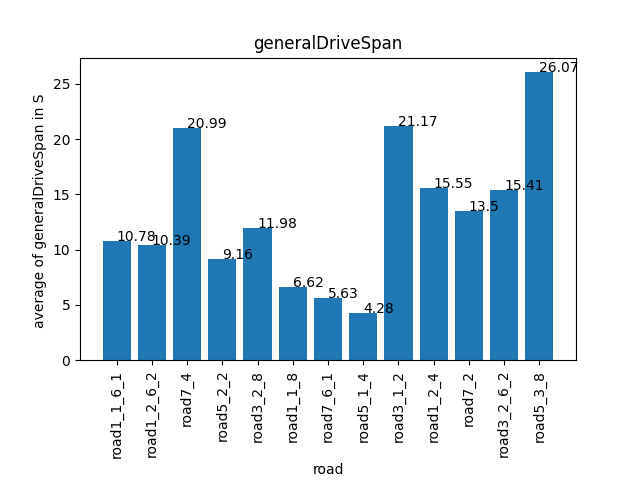 generalDriveSpan
average of generalDriveSpan in S
25
20
15
10
5
0
10.78
10.39
20.99
9.16
11.98
6.62
5.63
4.28
21.17
15.55
13.5
15.41
26.07
road1_1_6_1
road1_2_6_2
road7_4
road5_2_2
road3_2_8
road1_1_8
road7_6_1
road5_1_4
road3_1_2
road1_2_4
road7_2
road3_2_6_2
road5_3_8
road